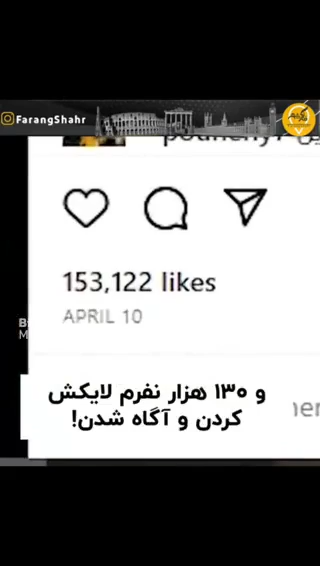 FarangShahr
153,122 likes
APRIL 10
و ۱۳۰ هزار نفرم لایکش
کردن و آگاه شدن!